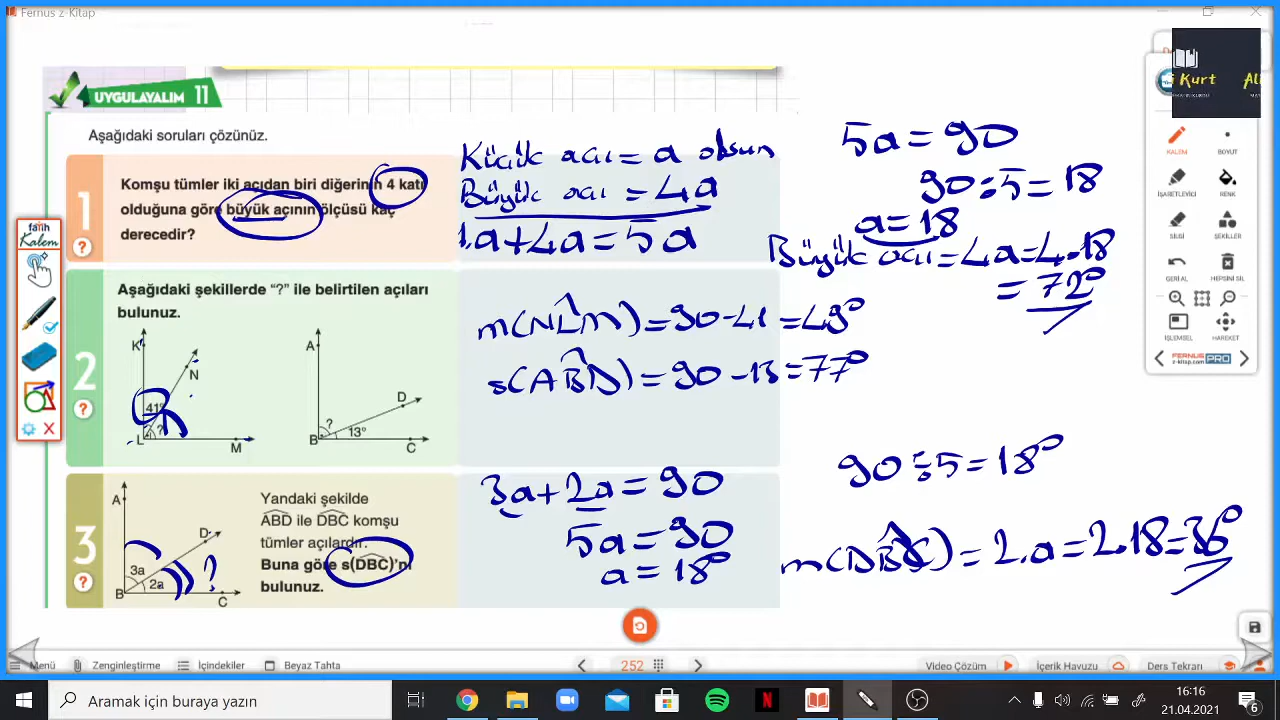 Fernus z-Kitap
UYGULAYALIM 11
Aşağıdaki soruları çözünüz.
1
Komşu tümler iki açıdan biri diğerinin 4 katı
olduğuna göre büyük açının ölçüsü kaç
derecedir?
?
Küçük açı = a olsun
Büyük açı = 4a
1a+4a=5a
5a=90
90÷5=18
a=18
Büyük açı=4a=4.18
=72°
2
?
Aşağıdaki şekillerde "?" ile belirtilen açıları
bulunuz.
K
N
41°
?
L
M
A
D
?
13°
B
C
m(NLM)=90-41=49°
s(ABD)=90-13=77°
3
?
A
D
3a
2a
?
B
C
Yandaki şekilde
ABD ile DBC komşu
tümler açılardır.
Buna göre s(DBC)'ni
bulunuz.
3a+2a=90
5a=90
a=18°
90÷5=18°
m(DBC)=2.a=2.18=36°
fatih
Kalem
Kurt
KALEM
BOYUT
İŞARETLEYİCİ
RENK
SİLGİ
ŞEKİLLER
GERİ AL
HEPSİNİ SİL
İŞLEMSEL
HAREKET
FERNUS PRO
z-kitap.com
Menü
Zenginleştirme
İçindekiler
Beyaz Tahta
252
Video Çözüm
İçerik Havuzu
Ders Tekrarı
Aramak için buraya yazın
16:16
21.04.2021
6